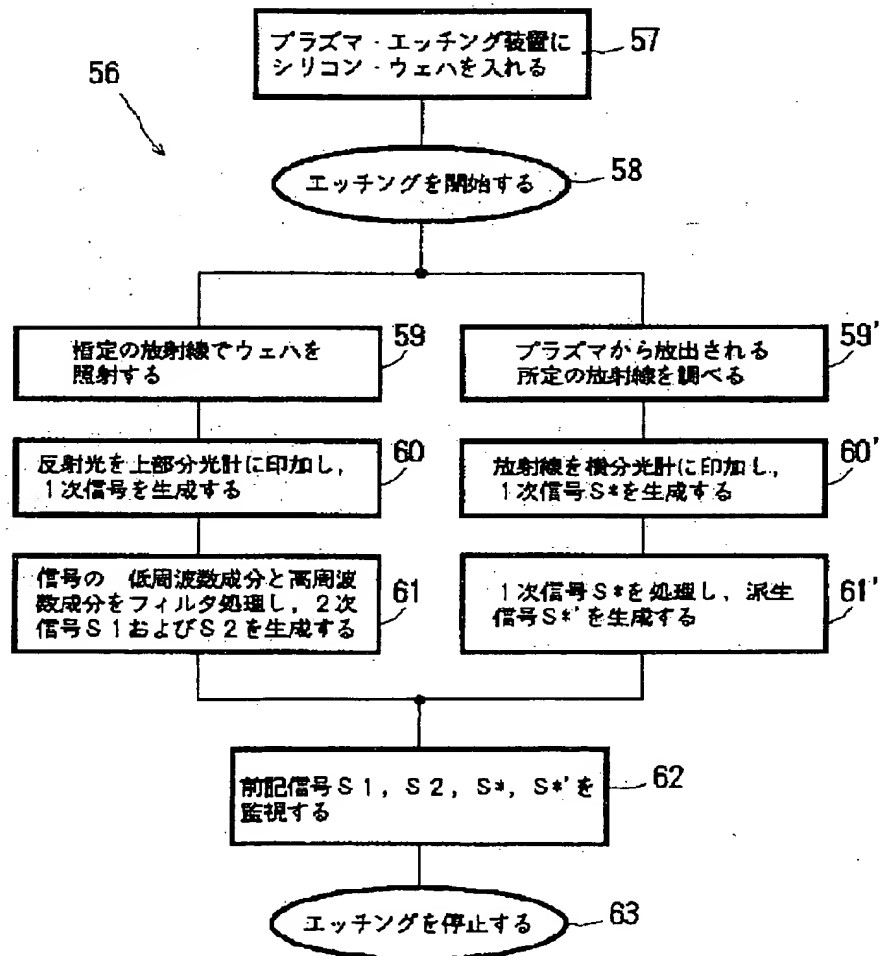 プラズマ・エッチング装置に
シリコン・ウェハを入れる
57
56
エッチングを開始する
58
指定の放射線でウェハを
照射する
59
プラズマから放出される
所定の放射線を調べる
59'
反射光を上部分光計に印加し,
1次信号を生成する
60
放射線を横分光計に印加し,
1次信号S*を生成する
60'
信号の 低周波数成分と高周波
数成分をフィルタ処理し,2次
信号S1およびS2を生成する
61
1次信号S*を処理し,派生
信号S*'を生成する
61'
前記信号S1,S2,S*,S*'を
監視する
62
エッチングを停止する
63